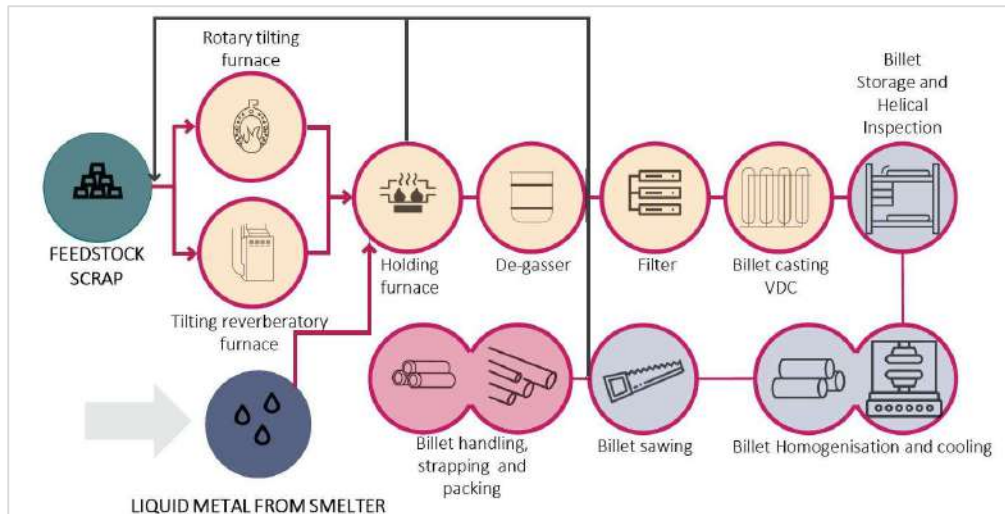 Rotary tilting
furnace
Billet
Storage and
Helical
Inspection
FEEDSTOCK
SCRAP
Holding
furnace
De-gasser
Filter
Billet casting
VDC
Tilting reverberatory
furnace
Billet handling,
strapping and
packing
Billet sawing
Billet Homogenisation and cooling
LIQUID METAL FROM SMELTER